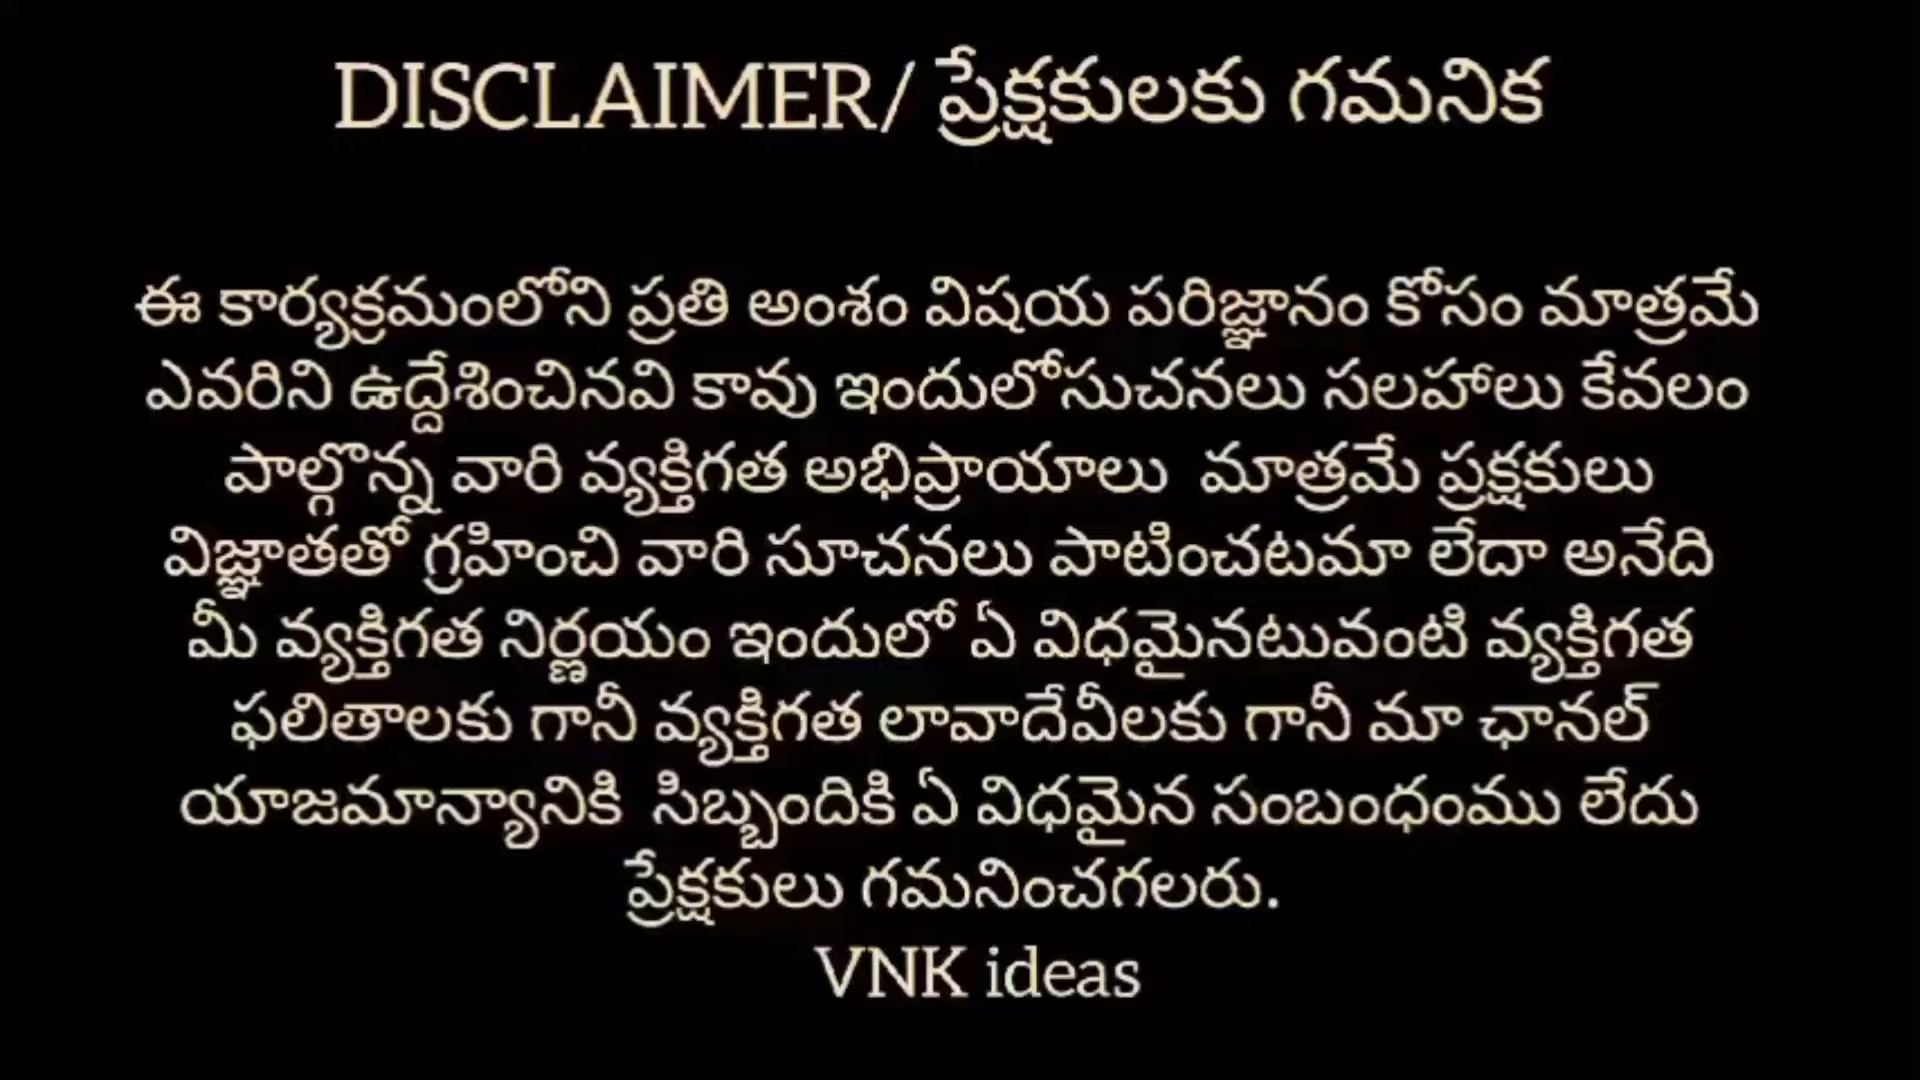 DISCLAIMER/ ప్రేక్షకులకు గమనిక
ఈ కార్యక్రమంలోని ప్రతి అంశం విషయ పరిజ్ఞానం కోసం మాత్రమే
ఎవరిని ఉద్దేశించినవి కావు ఇందులోసుచనలు సలహాలు కేవలం
పాల్గొన్న వారి వ్యక్తిగత అభిప్రాయాలు మాత్రమే ప్రక్షకులు
విజ్ఞాతతో గ్రహించి వారి సూచనలు పాటించటమా లేదా అనేది
మీ వ్యక్తిగత నిర్ణయం ఇందులో ఏ విధమైనటువంటి వ్యక్తిగత
ఫలితాలకు గానీ వ్యక్తిగత లావాదేవీలకు గానీ మా ఛానల్
యాజమాన్యానికి సిబ్బందికి ఏ విధమైన సంబంధంము లేదు
ప్రేక్షకులు గమనించగలరు.
VNK ideas